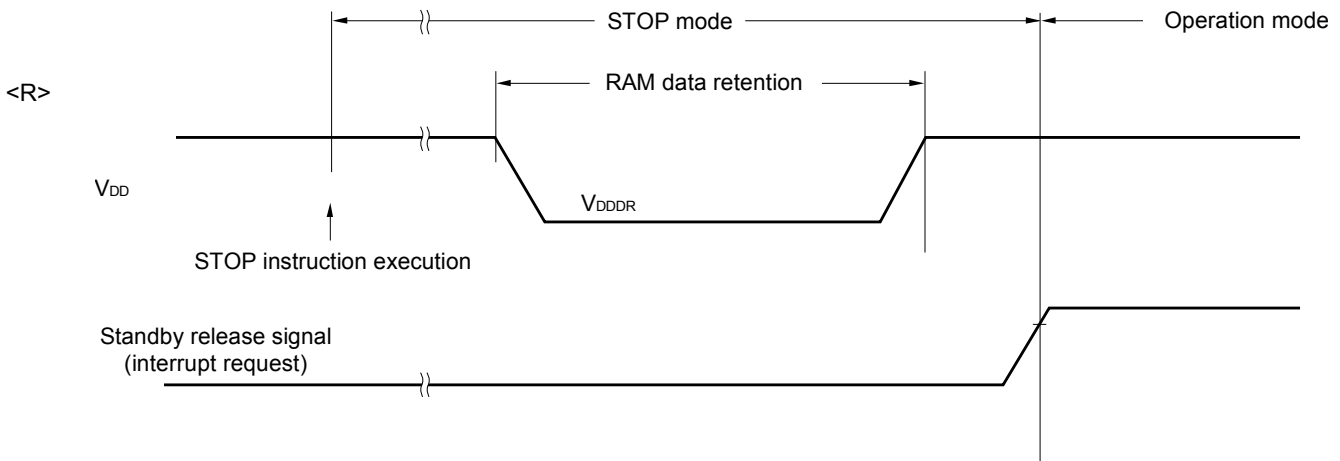 STOP mode
Operation mode
<R>
RAM data retention
VDD
VDDDR
STOP instruction execution
Standby release signal
(interrupt request)